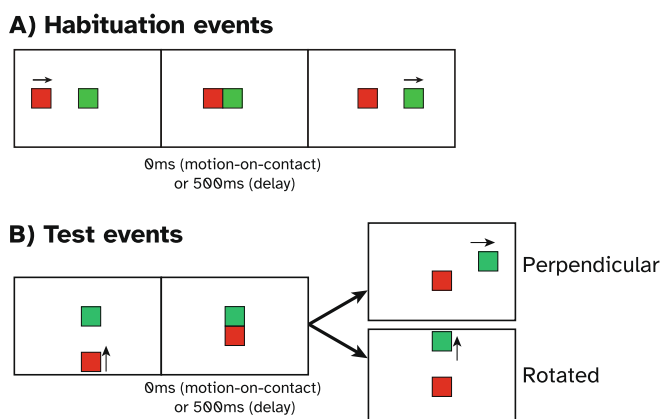 A) Habituation events
0ms (motion-on-contact)
or 500ms (delay)
B) Test events
Perpendicular
Rotated
0ms (motion-on-contact)
or 500ms (delay)